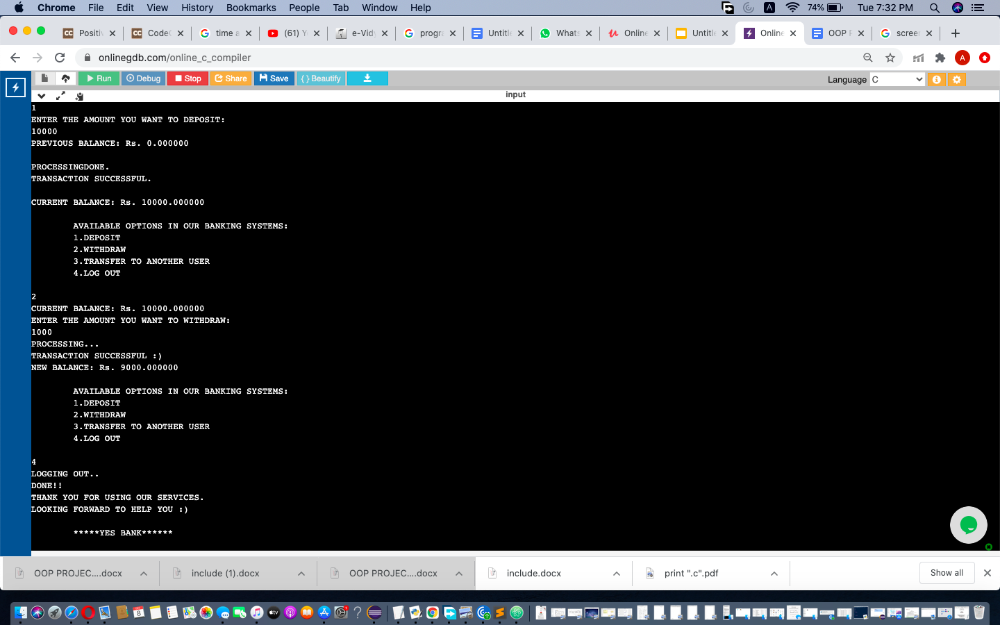 Chrome File Edit View History Bookmarks People Tab Window Help A 74% Tue 7:32 PM
Positiv CodeC time a (61) Y e-Vidy progra Untitle Whats Online Untitle Online OOP F screen
onlinegdb.com/online_c_compiler A
Run Debug Stop Share Save { } Beautify Language C
input
1
ENTER THE AMOUNT YOU WANT TO DEPOSIT:
10000
PREVIOUS BALANCE: Rs. 0.000000
PROCESSINGDONE.
TRANSACTION SUCCESSFUL.
CURRENT BALANCE: Rs. 10000.000000
AVAILABLE OPTIONS IN OUR BANKING SYSTEMS:
1.DEPOSIT
2.WITHDRAW
3.TRANSFER TO ANOTHER USER
4.LOG OUT
2
CURRENT BALANCE: Rs. 10000.000000
ENTER THE AMOUNT YOU WANT TO WITHDRAW:
1000
PROCESSING...
TRANSACTION SUCCESSFUL :)
NEW BALANCE: Rs. 9000.000000
AVAILABLE OPTIONS IN OUR BANKING SYSTEMS:
1.DEPOSIT
2.WITHDRAW
3.TRANSFER TO ANOTHER USER
4.LOG OUT
4
LOGGING OUT..
DONE!!
THANK YOU FOR USING OUR SERVICES.
LOOKING FORWARD TO HELP YOU :)
*****YES BANK******
OOP PROJEC....docx include (1).docx OOP PROJEC....docx include.docx print ".c".pdf Show all